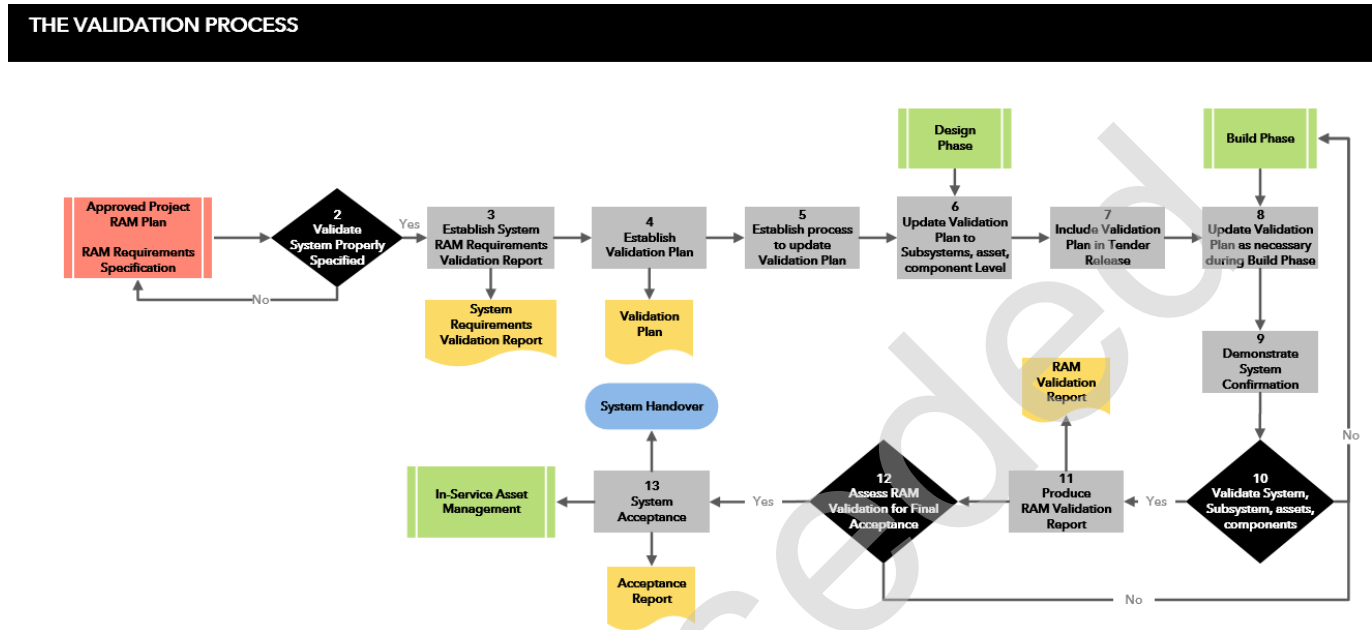 THE VALIDATION PROCESS
Design
Phase
Build Phase
Approved Project
RAM Plan
RAM Requirements
Specification
2
Validate
System Properly
Specified
Yes
No
3
Establish System
RAM Requirements
Validation Report
4
Establish
Validation Plan
5
Establish process
to update
Validation Plan
6
Update Validation
Plan to
Subsystems, asset,
component Level
7
Include Validation
Plan in Tender
Release
8
Update Validation
Plan as necessary
during Build Phase
System
Requirements
Validation Report
Validation
Plan
9
Demonstrate
System
Confirmation
RAM
Validation
Report
System Handover
No
10
Validate System,
Subsystem, assets,
components
Yes
11
Produce
RAM Validation
Report
12
Assess RAM
Validation for Final
Acceptance
Yes
13
System
Acceptance
In-Service Asset
Management
Acceptance
Report
No